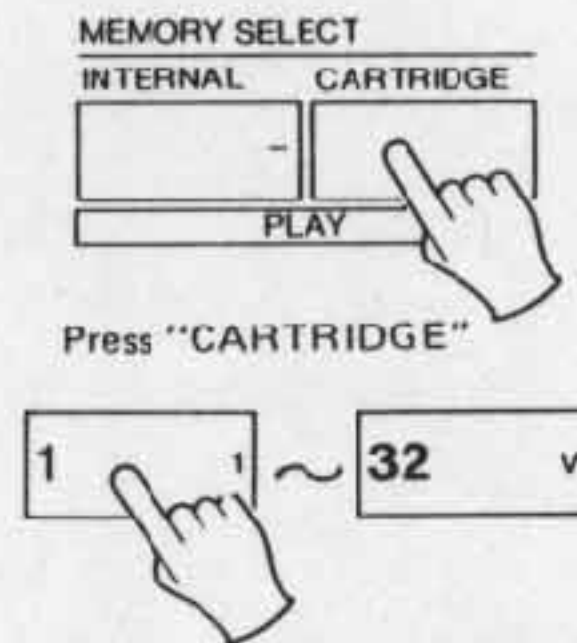 MEMORY SELECT
INTERNAL CARTRIDGE
-
PLAY
Press "CARTRIDGE"
1 1 ~ 32 v